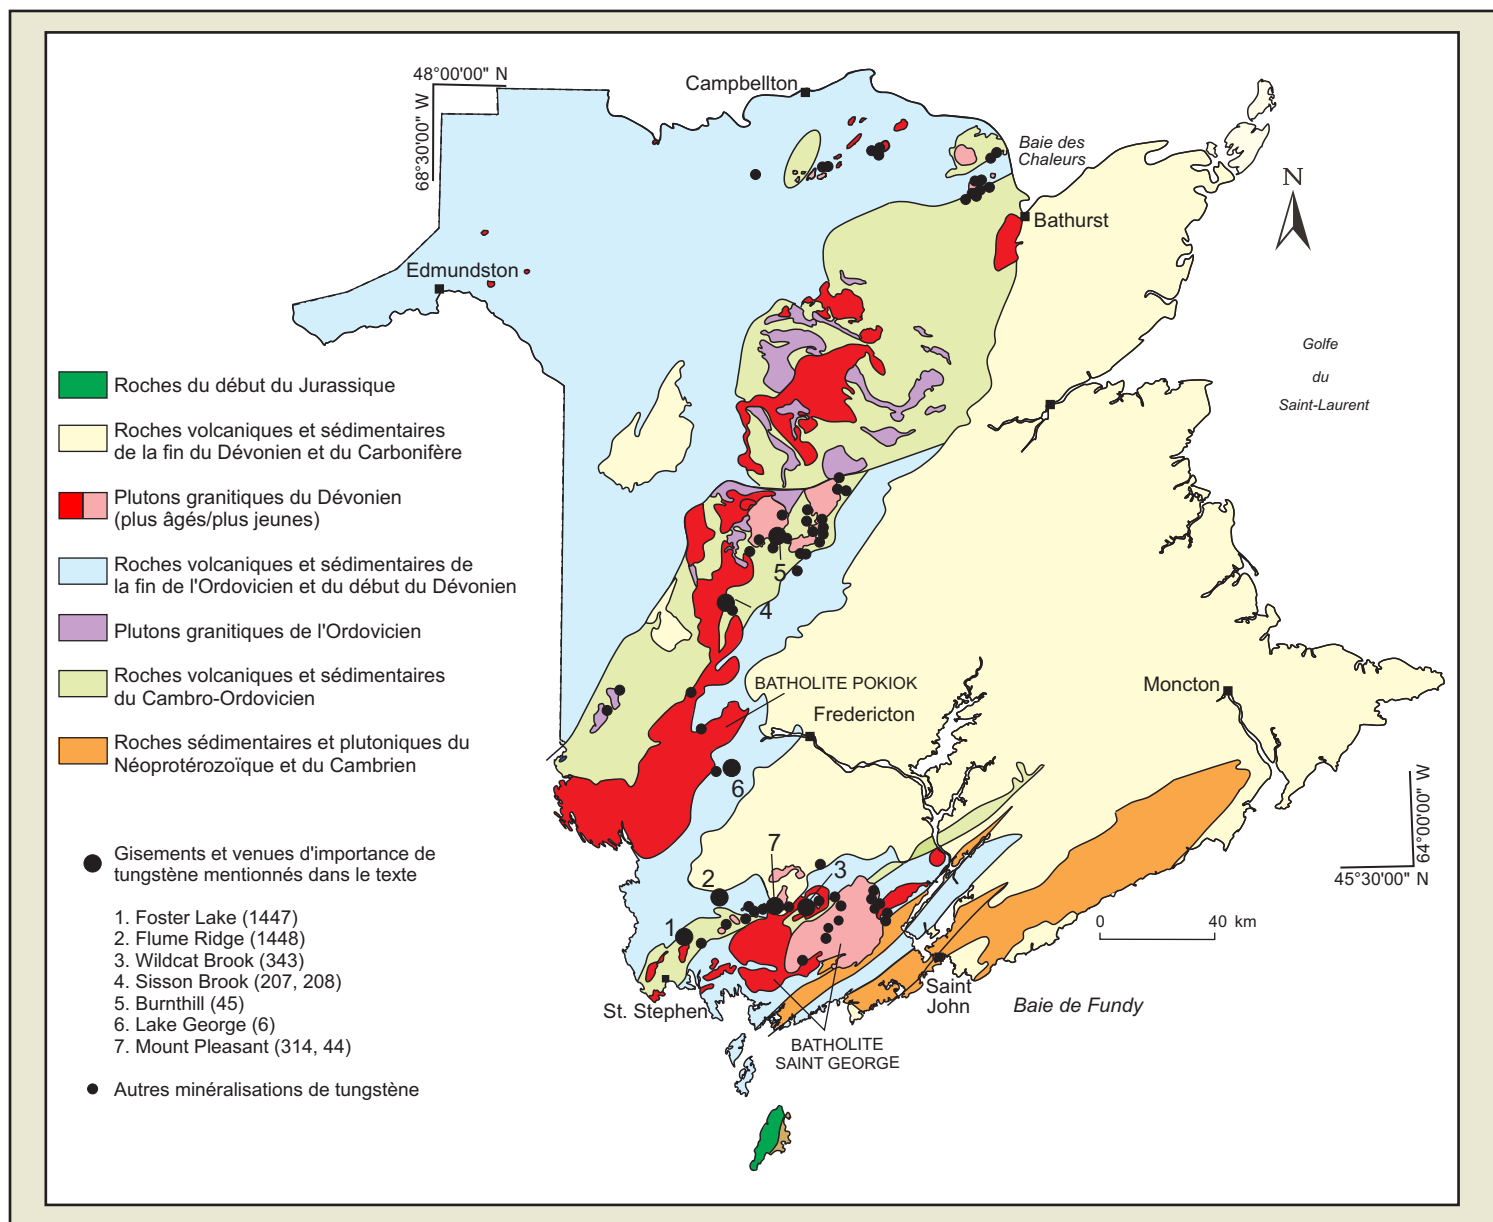 48°00'00" N
68°30'00" W
Campbellton
Baie des
Chaleurs
N
Bathurst
Edmundston
Golfe
du
Saint-Laurent
Roches du début du Jurassique
Roches volcaniques et sédimentaires
de la fin du Dévonien et du Carbonifère
Plutons granitiques du Dévonien
(plus âgés/plus jeunes)
Roches volcaniques et sédimentaires de
la fin de l'Ordovicien et du début du Dévonien
Plutons granitiques de l'Ordovicien
Roches volcaniques et sédimentaires
du Cambro-Ordovicien
Roches sédimentaires et plutoniques du
Néoprotérozoïque et du Cambrien
5
4
BATHOLITE POKIOK
Fredericton
Moncton
6
64°00'00" W
45°30'00" N
7
3
2
1
0 40 km
St. Stephen
Saint
John
Baie de Fundy
BATHOLITE
SAINT GEORGE
Gisements et venues d'importance de
tungstène mentionnés dans le texte
1. Foster Lake (1447)
2. Flume Ridge (1448)
3. Wildcat Brook (343)
4. Sisson Brook (207, 208)
5. Burnthill (45)
6. Lake George (6)
7. Mount Pleasant (314, 44)
Autres minéralisations de tungstène